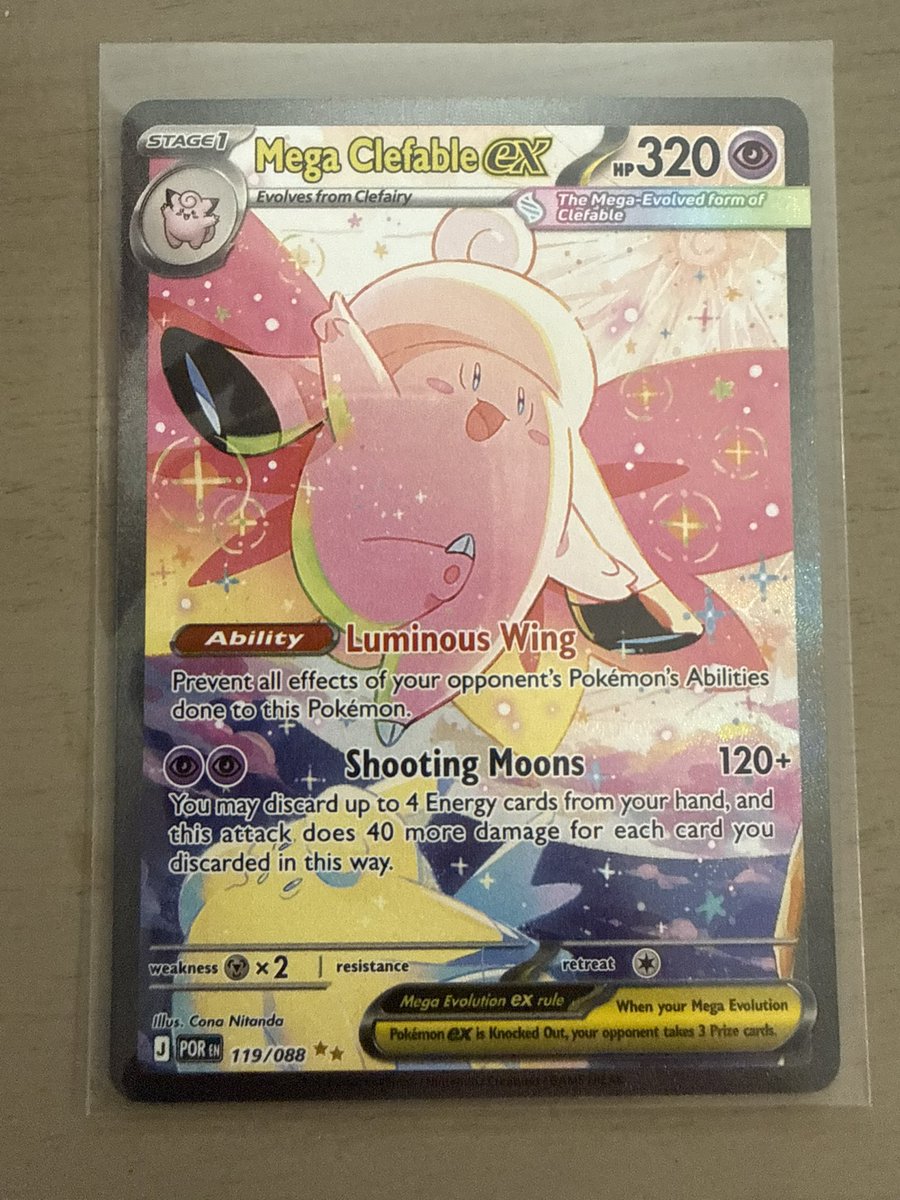 STAGE1
Mega Clefable ex
HP 320
Evolves from Clefairy
The Mega-Evolved form of
Clefable
Ability Luminous Wing
Prevent all effects of your opponent's Pokémon's Abilities
done to this Pokémon.
Shooting Moons 120+
You may discard up to 4 Energy cards from your hand, and
this attack does 40 more damage for each card you
discarded in this way.
weakness ×2 resistance retreat
Mega Evolution ex rule When your Mega Evolution
Pokémon ex is Knocked Out, your opponent takes 3 Prize cards.
Illus. Cona Nitanda
J POR EN 119/088